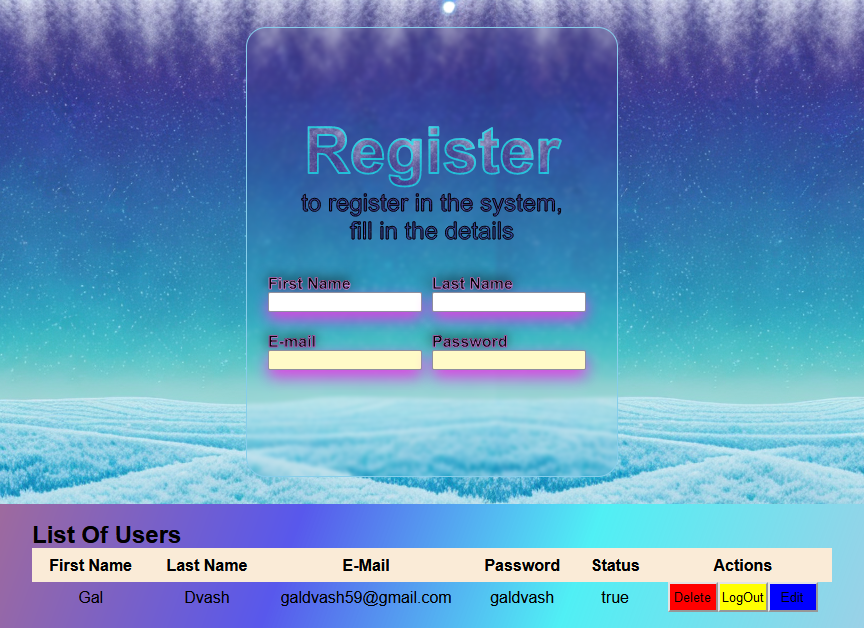 Register
to register in the system,
fill in the details
First Name Last Name
E-mail Password
List Of Users
First Name Last Name E-Mail Password Status Actions
Gal Dvash galdvash59@gmail.com galdvash true Delete LogOut Edit